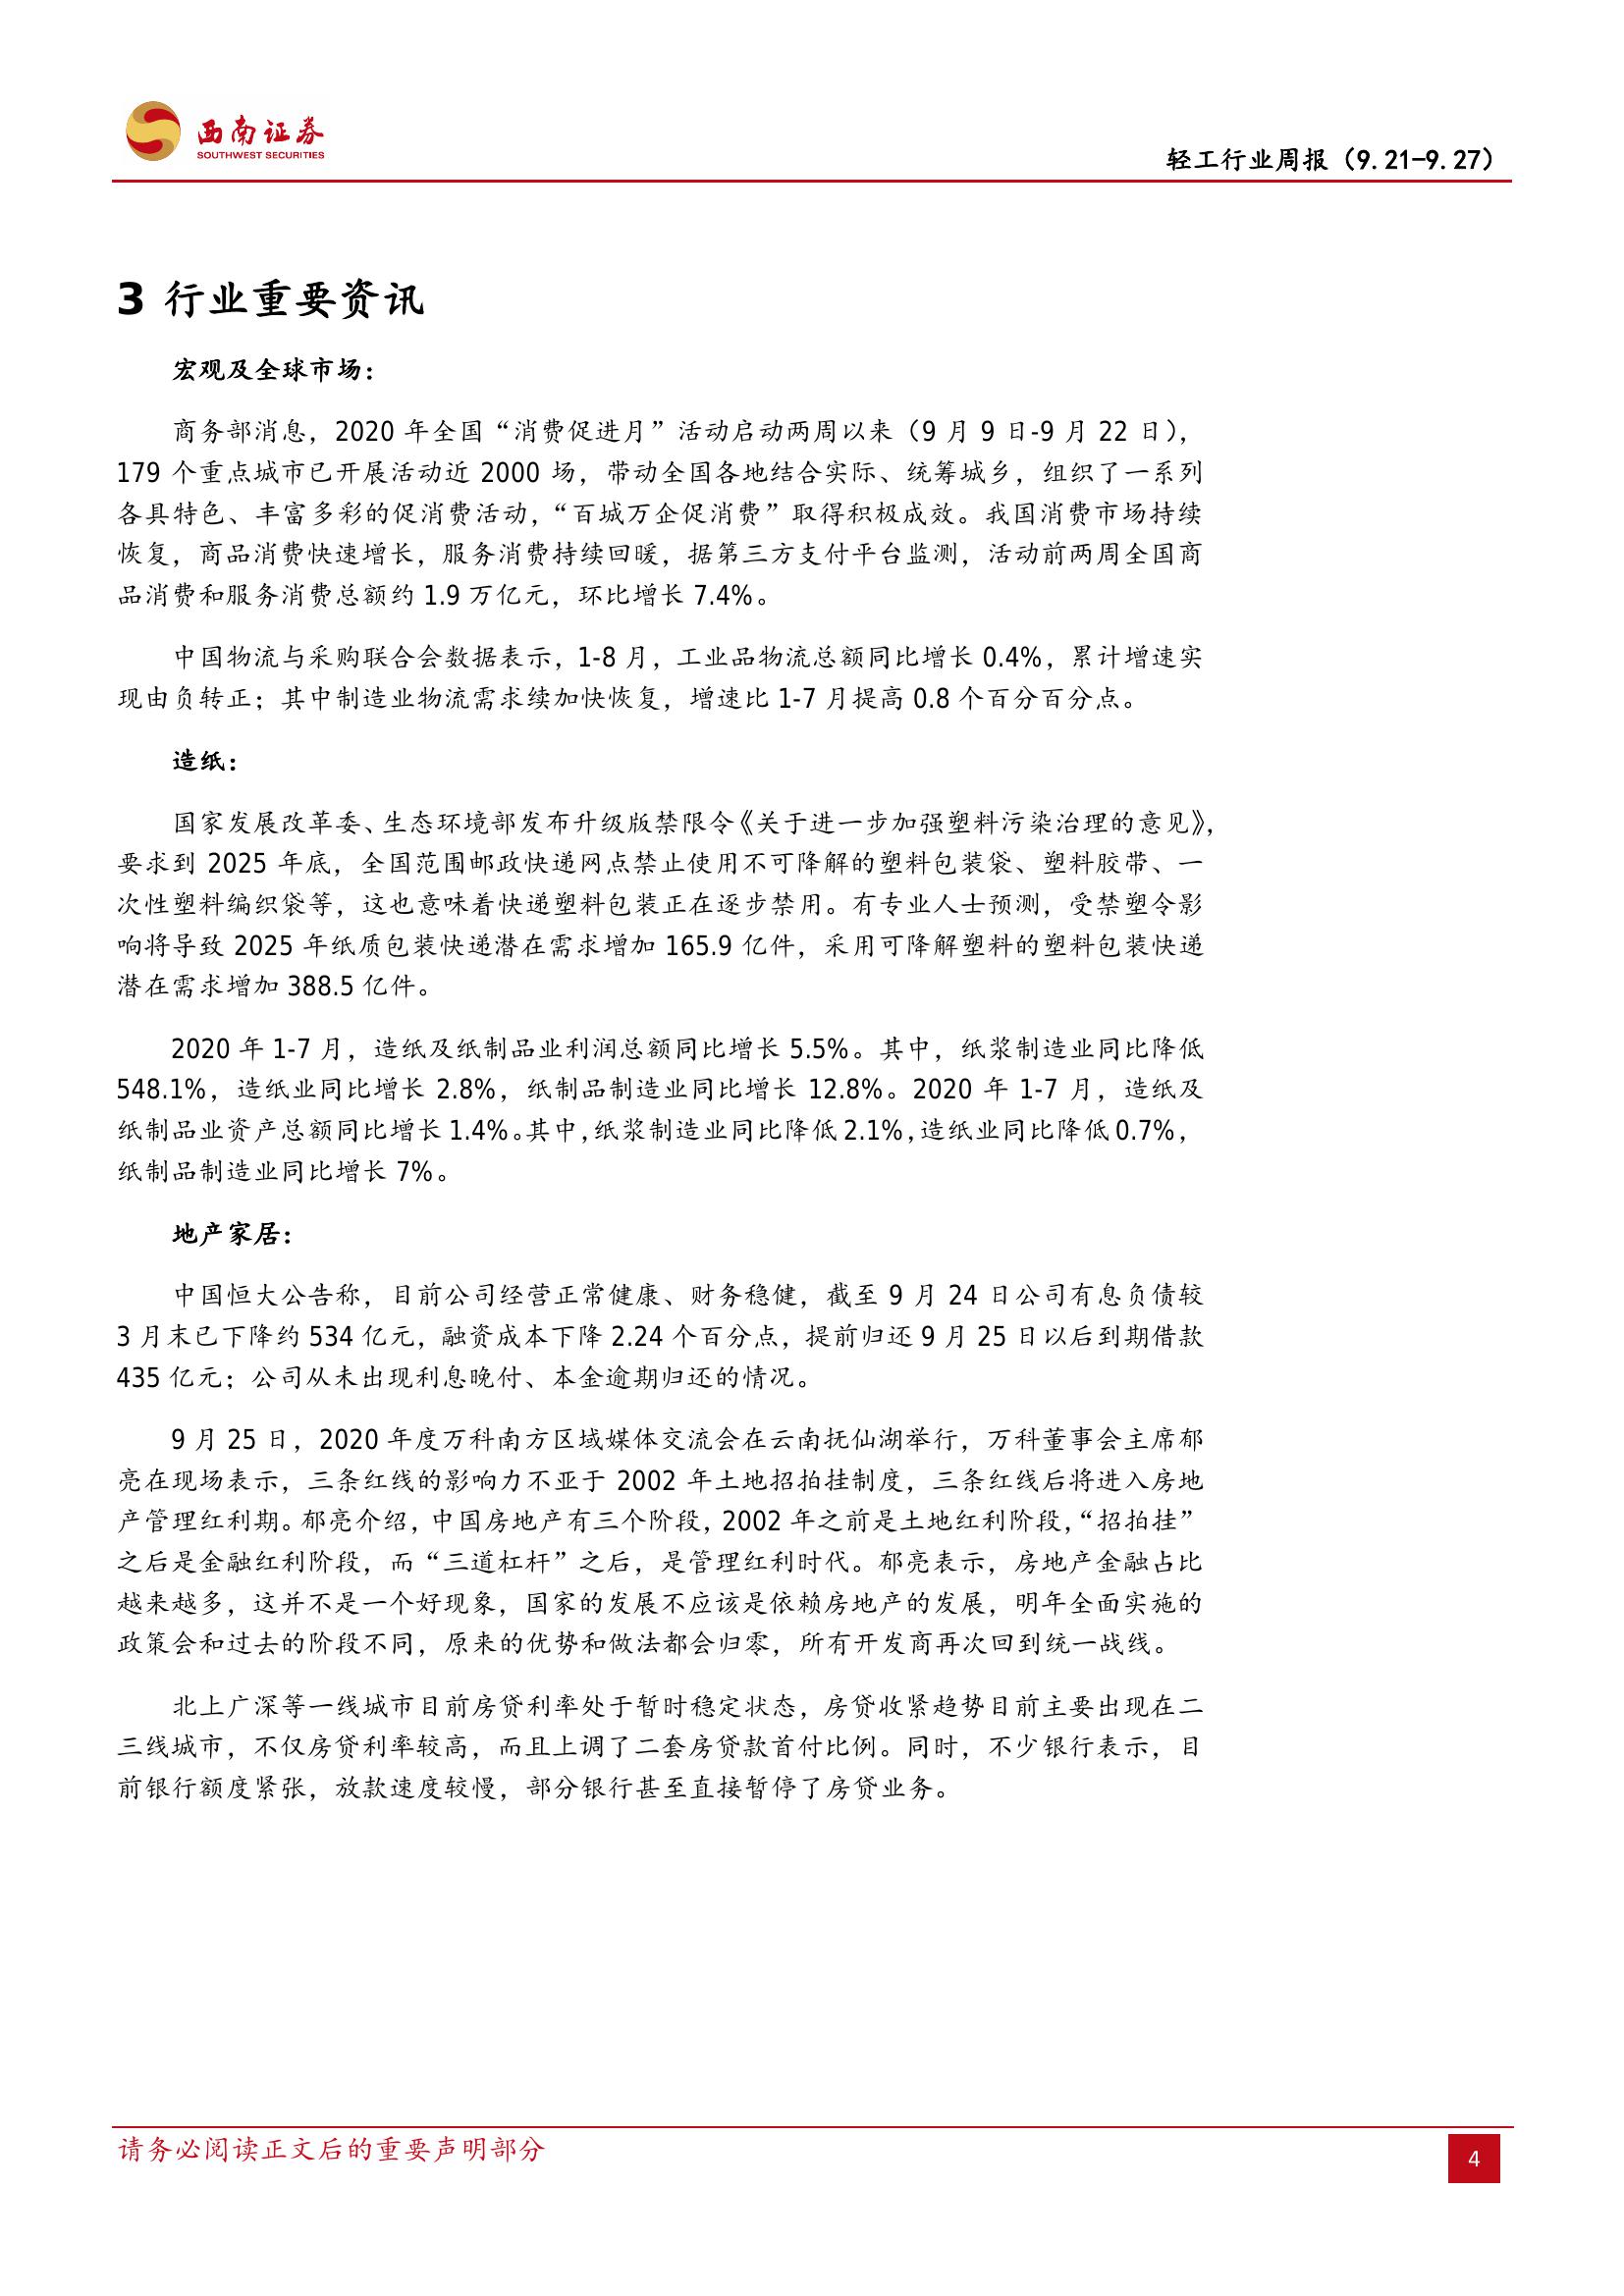 西南证券
SOUTHWEST SECURITIES
轻工行业周报（9.21-9.27）
3 行业重要资讯
宏观及全球市场：
商务部消息，2020 年全国“消费促进月”活动启动两周以来（9 月 9 日-9 月 22 日），
179 个重点城市已开展活动近 2000 场，带动全国各地结合实际、统筹城乡，组织了一系列
各具特色、丰富多彩的促消费活动，“百城万企促消费”取得积极成效。我国消费市场持续
恢复，商品消费快速增长，服务消费持续回暖，据第三方支付平台监测，活动前两周全国商
品消费和服务消费总额约 1.9 万亿元，环比增长 7.4%。
中国物流与采购联合会数据表示，1-8 月，工业品物流总额同比增长 0.4%，累计增速实
现由负转正；其中制造业物流需求续加快恢复，增速比 1-7 月提高 0.8 个百分百分点。
造纸：
国家发展改革委、生态环境部发布升级版禁限令《关于进一步加强塑料污染治理的意见》，
要求到 2025 年底，全国范围邮政快递网点禁止使用不可降解的塑料包装袋、塑料胶带、一
次性塑料编织袋等，这也意味着快递塑料包装正在逐步禁用。有专业人士预测，受禁塑令影
响将导致 2025 年纸质包装快递潜在需求增加 165.9 亿件，采用可降解塑料的塑料包装快递
潜在需求增加 388.5 亿件。
2020 年 1-7 月，造纸及纸制品业利润总额同比增长 5.5%。其中，纸浆制造业同比降低
548.1%，造纸业同比增长 2.8%，纸制品制造业同比增长 12.8%。2020 年 1-7 月，造纸及
纸制品业资产总额同比增长 1.4%。其中，纸浆制造业同比降低 2.1%，造纸业同比降低 0.7%，
纸制品制造业同比增长 7%。
地产家居：
中国恒大公告称，目前公司经营正常健康、财务稳健，截至 9 月 24 日公司有息负债较
3 月末已下降约 534 亿元，融资成本下降 2.24 个百分点，提前归还 9 月 25 日以后到期借款
435 亿元；公司从未出现利息晚付、本金逾期归还的情况。
9 月 25 日，2020 年度万科南方区域媒体交流会在云南抚仙湖举行，万科董事会主席郁
亮在现场表示，三条红线的影响力不亚于 2002 年土地招拍挂制度，三条红线后将进入房地
产管理红利期。郁亮介绍，中国房地产有三个阶段，2002 年之前是土地红利阶段，“招拍挂”
之后是金融红利阶段，而“三道杠杆”之后，是管理红利时代。郁亮表示，房地产金融占比
越来越多，这并不是一个好现象，国家的发展不应该是依赖房地产的发展，明年全面实施的
政策会和过去的阶段不同，原来的优势和做法都会归零，所有开发商再次回到统一战线。
北上广深等一线城市目前房贷利率处于暂时稳定状态，房贷收紧趋势目前主要出现在二
三线城市，不仅房贷利率较高，而且上调了二套房贷款首付比例。同时，不少银行表示，目
前银行额度紧张，放款速度较慢，部分银行甚至直接暂停了房贷业务。
请务必阅读正文后的重要声明部分
4